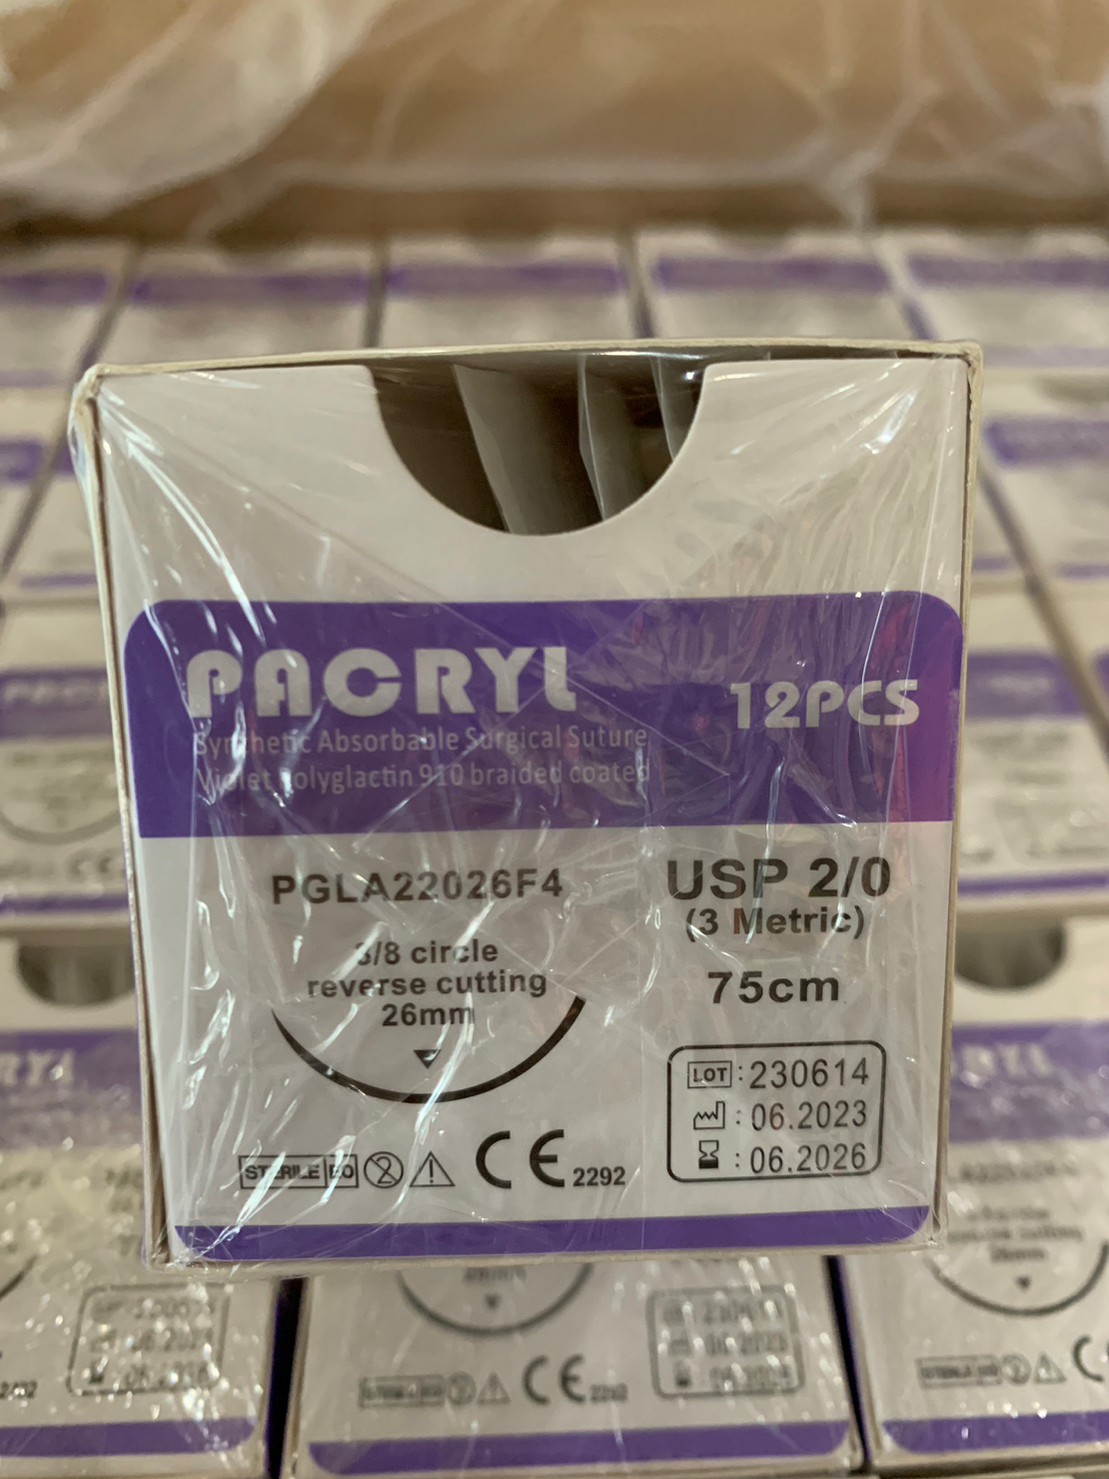 PACRYL
12PCS
Synthetic Absorbable Surgical Suture
Violet Polyglactin 910 braided coated
PGLA22026F4
3/8 circle
reverse cutting
26mm
USP 2/0
(3 Metric)
75cm
LOT : 230614
: 06.2023
: 06.2026
STERILE EO
2
CE 2292